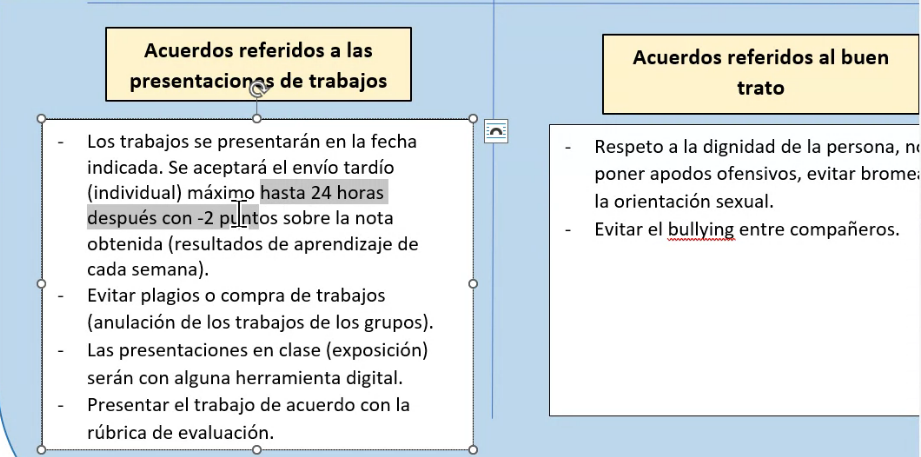 Acuerdos referidos a las
presentaciones de trabajos
- Los trabajos se presentarán en la fecha
indicada. Se aceptará el envío tardío
(individual) máximo hasta 24 horas
después con -2 puntos sobre la nota
obtenida (resultados de aprendizaje de
cada semana).
- Evitar plagios o compra de trabajos
(anulación de los trabajos de los grupos).
- Las presentaciones en clase (exposición)
serán con alguna herramienta digital.
- Presentar el trabajo de acuerdo con la
rúbrica de evaluación.
Acuerdos referidos al buen
trato
- Respeto a la dignidad de la persona,
poner apodos ofensivos, evitar
la orientación sexual.
- Evitar el bullying entre compañeros.